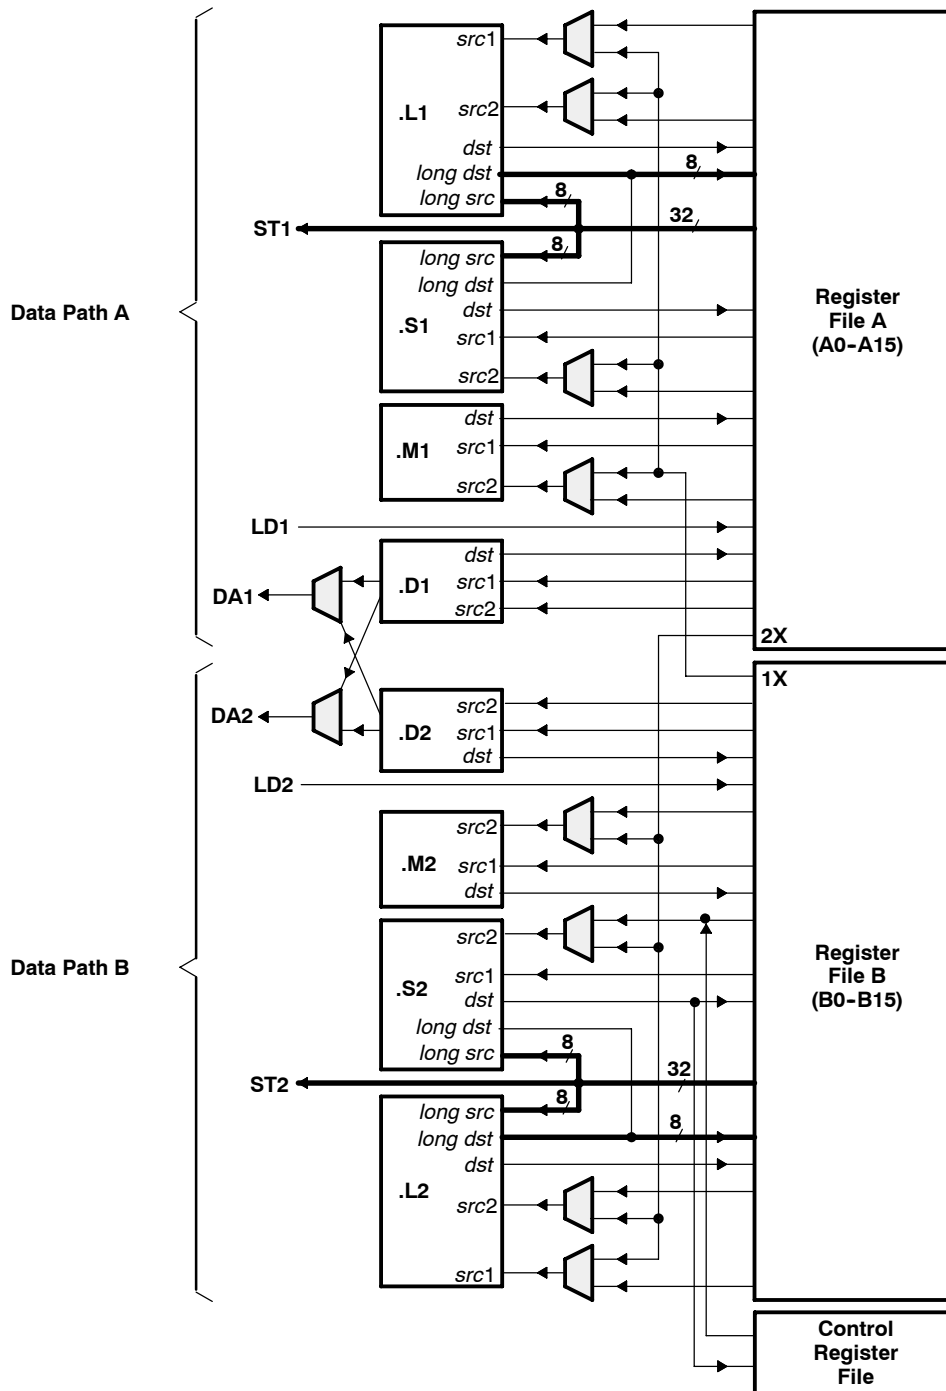 src1
.L1
src2
dst
long dst
8
long src
8
ST1
32
8
long src
long dst
Data Path A
dst
.S1
src1
src2
Register
File A
(A0-A15)
dst
.M1
src1
src2
LD1
dst
.D1
src1
src2
DA1
2X
1X
DA2
src2
.D2
src1
dst
LD2
src2
.M2
src1
dst
src2
Data Path B
.S2
src1
dst
long dst
long src
8
Register
File B
(B0-B15)
ST2
32
8
long src
long dst
8
dst
.L2
src2
src1
Control
Register
File